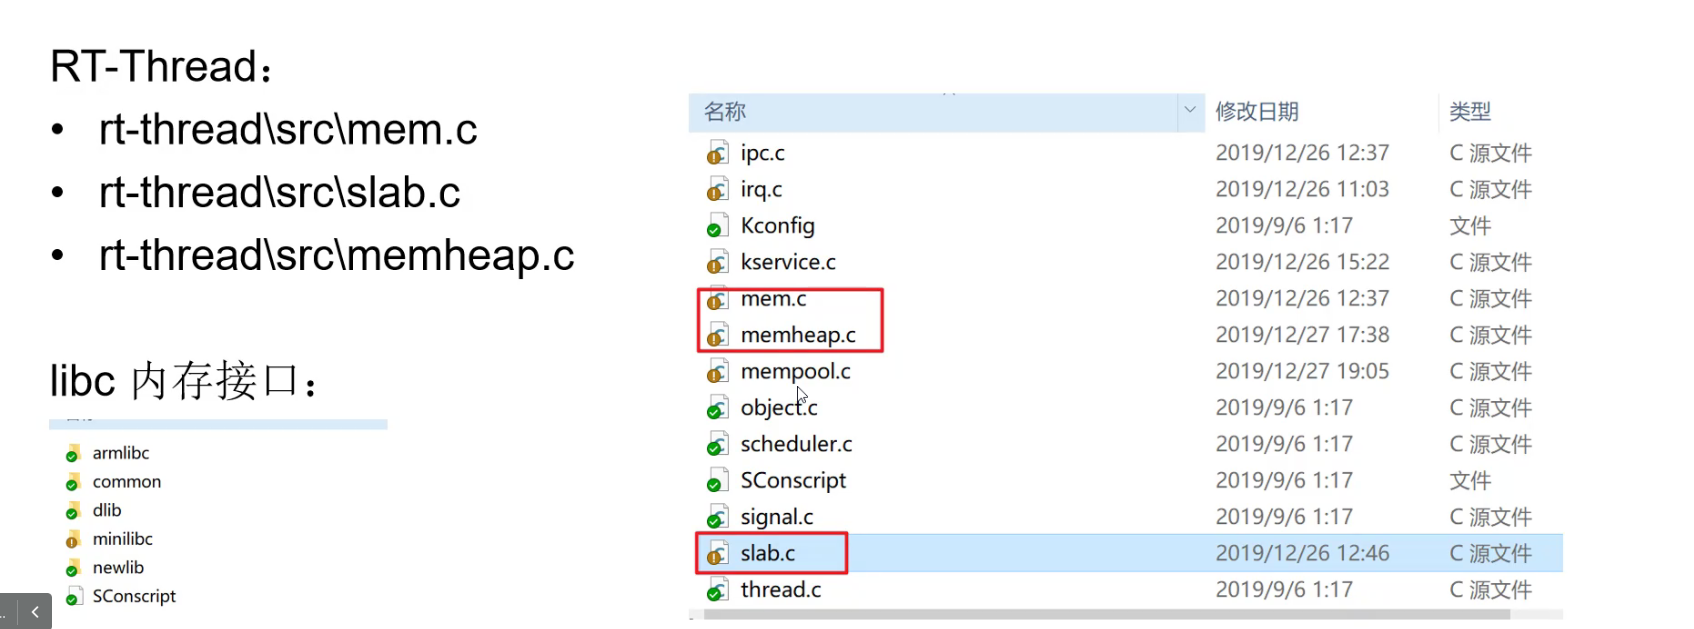 RT-Thread：
• rt-thread\src\mem.c
• rt-thread\src\slab.c
• rt-thread\src\memheap.c
libc 内存接口：
armlibc
common
dlib
minilibc
newlib
SConscript
名称 修改日期 类型
ipc.c 2019/12/26 12:37 C 源文件
irq.c 2019/12/26 11:03 C 源文件
Kconfig 2019/9/6 1:17 文件
kservice.c 2019/12/26 15:22 C 源文件
mem.c 2019/12/26 12:37 C 源文件
memheap.c 2019/12/27 17:38 C 源文件
mempool.c 2019/12/27 19:05 C 源文件
object.c 2019/9/6 1:17 C 源文件
scheduler.c 2019/9/6 1:17 C 源文件
SConscript 2019/9/6 1:17 文件
signal.c 2019/9/6 1:17 C 源文件
slab.c 2019/12/26 12:46 C 源文件
thread.c 2019/9/6 1:17 C 源文件